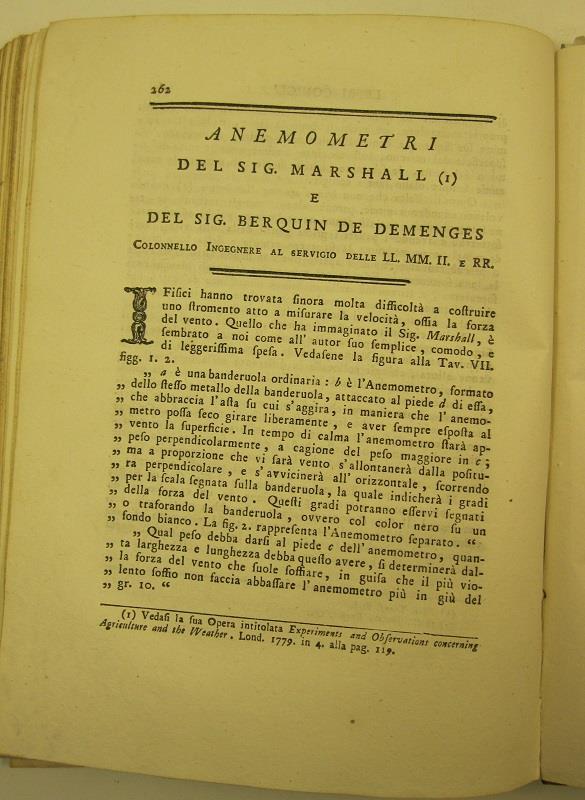 262
ANEMOMETRI
DEL SIG. MARSHALL (1)
E
DEL SIG. BERQUIN DE DEMENGES
COLONNELLO INGEGNERE AL SERVIGIO DELLE LL. MM. II. E RR.
I Fisici hanno trovata sinora molta difficoltà a costruire
uno stromento atto a misurare la velocità, ossia la forza
del vento. Quello che ha immaginato il Sig. Marshall, è
sembrato a noi come all' autor suo semplice, comodo, e
di leggerissima spesa. Vedasene la figura alla Tav. VII.
figg. 1. 2.
„ a è una banderuola ordinaria: b è l'Anemometro, formato
„ dello stesso metallo della banderuola, attaccato al piede d di essa,
„ che abbraccia l'asta su cui s'aggira, in maniera che l' anemo-
„ metro possa seco girare liberamente, e aver sempre esposta al
„ vento la superficie. In tempo di calma l'anemometro starà ap-
„ peso perpendicolarmente, a cagione del peso maggiore in c;
„ ma a proporzione che vi sarà vento s'allontanerà dalla positu-
„ ra perpendicolare, e s'avvicinerà all' orizzontale, scorrendo
„ per la scala segnata sulla banderuola, la quale indicherà i gradi
„ della forza del vento. Questi gradi potranno esservi segnati
„ o traforando la banderuola, ovvero col color nero su un
„ fondo bianco. La fig. 2. rappresenta l'Anemometro separato. “
„ Qual peso debba darsi al piede c dell' anemometro, quan-
„ ta larghezza e lunghezza debba questo avere, si determinerà dal-
„ la forza del vento che suole soffiare, in guisa che il più vio-
„ lento soffio non faccia abbassare l'anemometro più in giù del
„ gr. 10. “
(1) Vedasi la sua Opera intitolata Experiments and Observations concerning
Agriculture and the Weather. Lond. 1779. in 4. alla pag. 119.